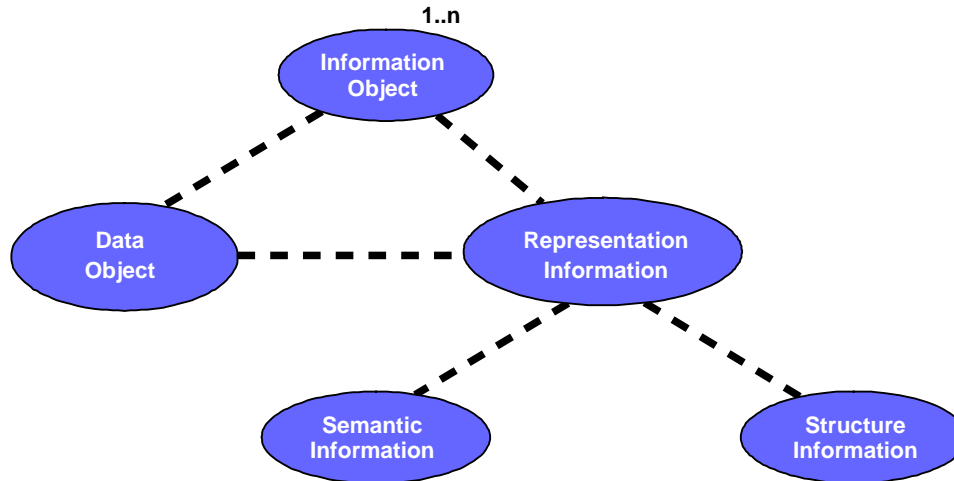 1..n
Information
Object
Data
Object
Representation
Information
Semantic
Information
Structure
Information